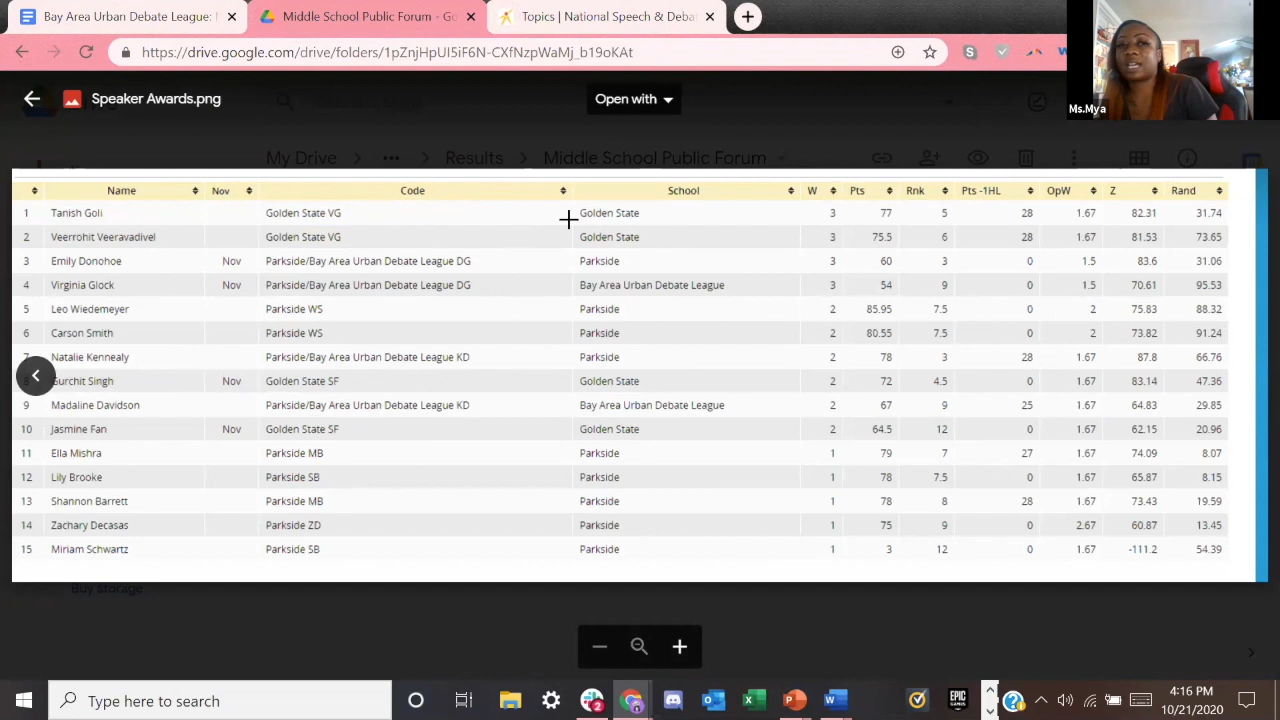 Bay Area Urban Debate League:
Middle School Public Forum - G
Topics | National Speech & Deba
https://drive.google.com/drive/folders/1pZnjHpUI5iF6N-CXfNzpWaMj_b19oKAt
Ms.Mya
Speaker Awards.png
Open with
My Drive > ... > Results > Middle School Public Forum
Name Nov Code School W Pts Rnk Pts -1HL OpW Z Rand
1 Tanish Goli Golden State VG Golden State 3 77 5 28 1.67 82.31 31.74
2 Veerrohit Veeravadivel Golden State VG Golden State 3 75.5 6 28 1.67 81.53 73.65
3 Emily Donohoe Nov Parkside/Bay Area Urban Debate League DG Parkside 3 60 3 0 1.5 83.6 31.06
4 Virginia Glock Nov Parkside/Bay Area Urban Debate League DG Bay Area Urban Debate League 3 54 9 0 1.5 70.61 95.53
5 Leo Wiedemeyer Parkside WS Parkside 2 85.95 7.5 0 2 75.83 88.32
6 Carson Smith Parkside WS Parkside 2 80.55 7.5 0 2 73.82 91.24
7 Natalie Kennealy Parkside/Bay Area Urban Debate League KD Parkside 2 78 3 28 1.67 87.8 66.76
8 Gurchit Singh Nov Golden State SF Golden State 2 72 4.5 0 1.67 83.14 47.36
9 Madaline Davidson Parkside/Bay Area Urban Debate League KD Bay Area Urban Debate League 2 67 9 25 1.67 64.83 29.85
10 Jasmine Fan Nov Golden State SF Golden State 2 64.5 12 0 1.67 62.15 20.96
11 Ella Mishra Parkside MB Parkside 1 79 7 27 1.67 74.09 8.07
12 Lily Brooke Parkside SB Parkside 1 78 7.5 0 1.67 65.87 8.15
13 Shannon Barrett Parkside MB Parkside 1 78 8 28 1.67 73.43 19.59
14 Zachary Decasas Parkside ZD Parkside 1 75 9 0 2.67 60.87 13.45
15 Miriam Schwartz Parkside SB Parkside 1 3 12 0 1.67 -111.2 54.39
Buy storage
Type here to search
EPIC GAMES
4:16 PM
10/21/2020